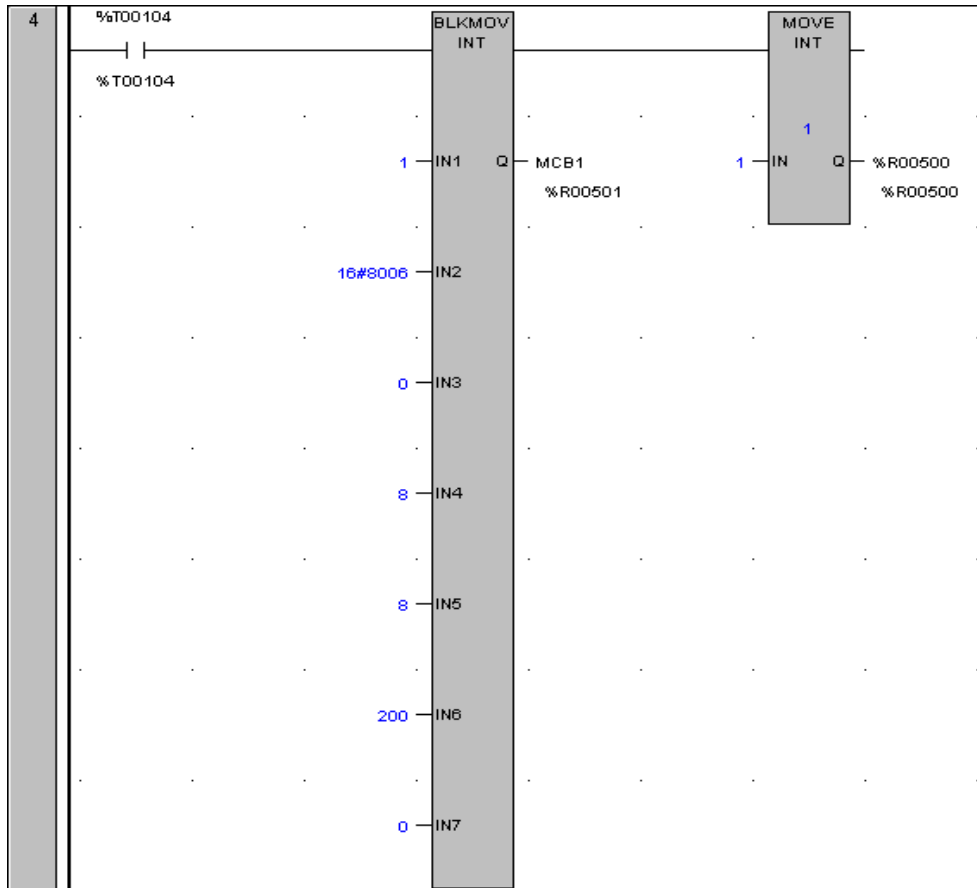 4
%T00104
%T00104
BLKMOV
INT
MOVE
INT
1
1 IN1 Q MCB1
%R00501
1 IN Q %R00500
%R00500
16#8006 IN2
0 IN3
8 IN4
8 IN5
200 IN6
0 IN7